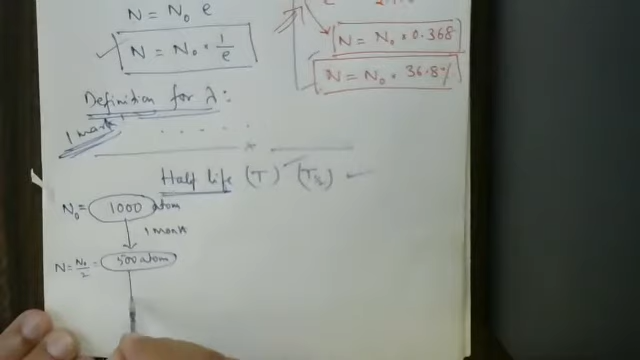 N = N₀ e
N = N₀ · 1/e
N = N₀ · 0.368
N = N₀ · 36.8%
Definition for λ:
1 mark
Half life (T) (T½)
N₀ = 1000 atom
1 month
N = N₀/2 = 500 atom